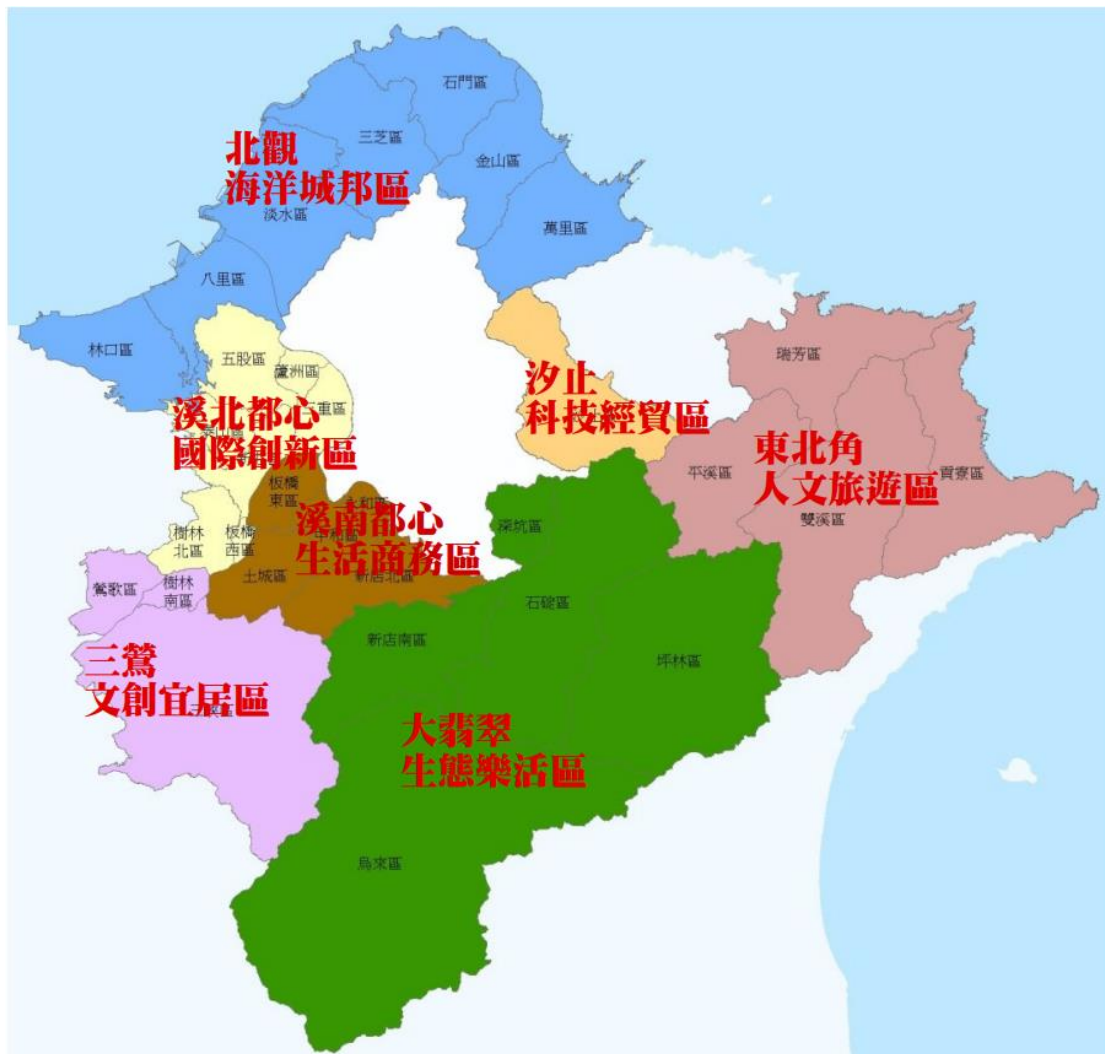 石門區
三芝區
北觀
海洋城邦區
金山區
淡水區
萬里區
八里區
林口區
五股區
蘆洲區
瑞芳區
汐止
科技經貿區
溪北都心
國際創新區
重區
東北角
人文旅遊區
平溪區
貢寮區
雙溪區
板橋
東區
溪南都心
生活商務區
深坑區
樹林
北區
板橋
西區
土城區
新店北區
鶯歌區
樹林
南區
石碇區
新店南區
坪林區
三鶯
文創宜居區
大翡翠
生態樂活區
烏來區